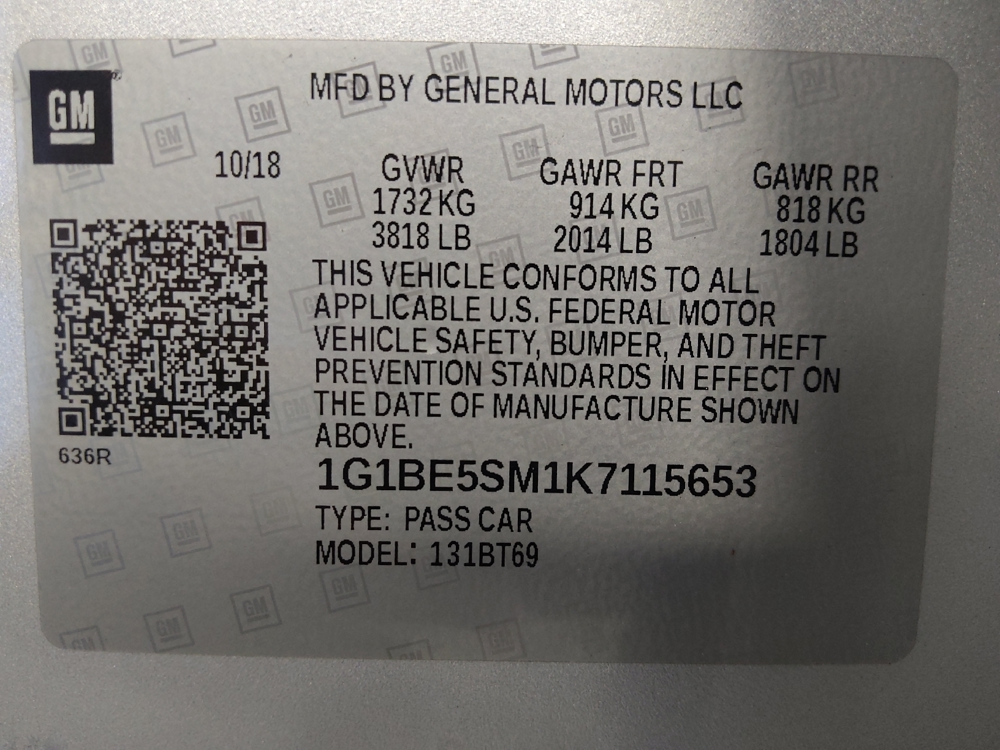 GM
MFD BY GENERAL MOTORS LLC
10/18 GVWR GAWR FRT GAWR RR
1732 KG 914 KG 818 KG
3818 LB 2014 LB 1804 LB
THIS VEHICLE CONFORMS TO ALL
APPLICABLE U.S. FEDERAL MOTOR
VEHICLE SAFETY, BUMPER, AND THEFT
PREVENTION STANDARDS IN EFFECT ON
THE DATE OF MANUFACTURE SHOWN
ABOVE.
636R
1G1BE5SM1K7115653
TYPE: PASS CAR
MODEL: 131BT69